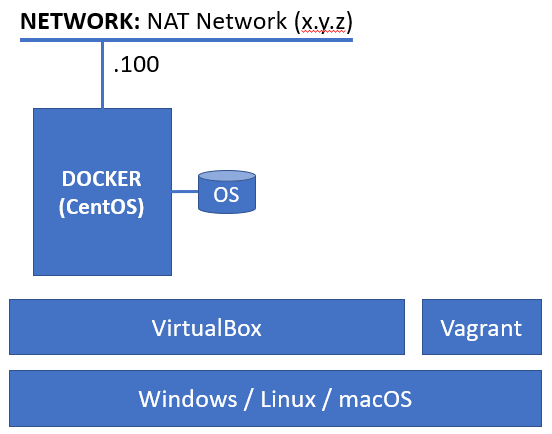 NETWORK: NAT Network (x.y.z)
.100
DOCKER
(CentOS)
OS
VirtualBox
Vagrant
Windows / Linux / macOS